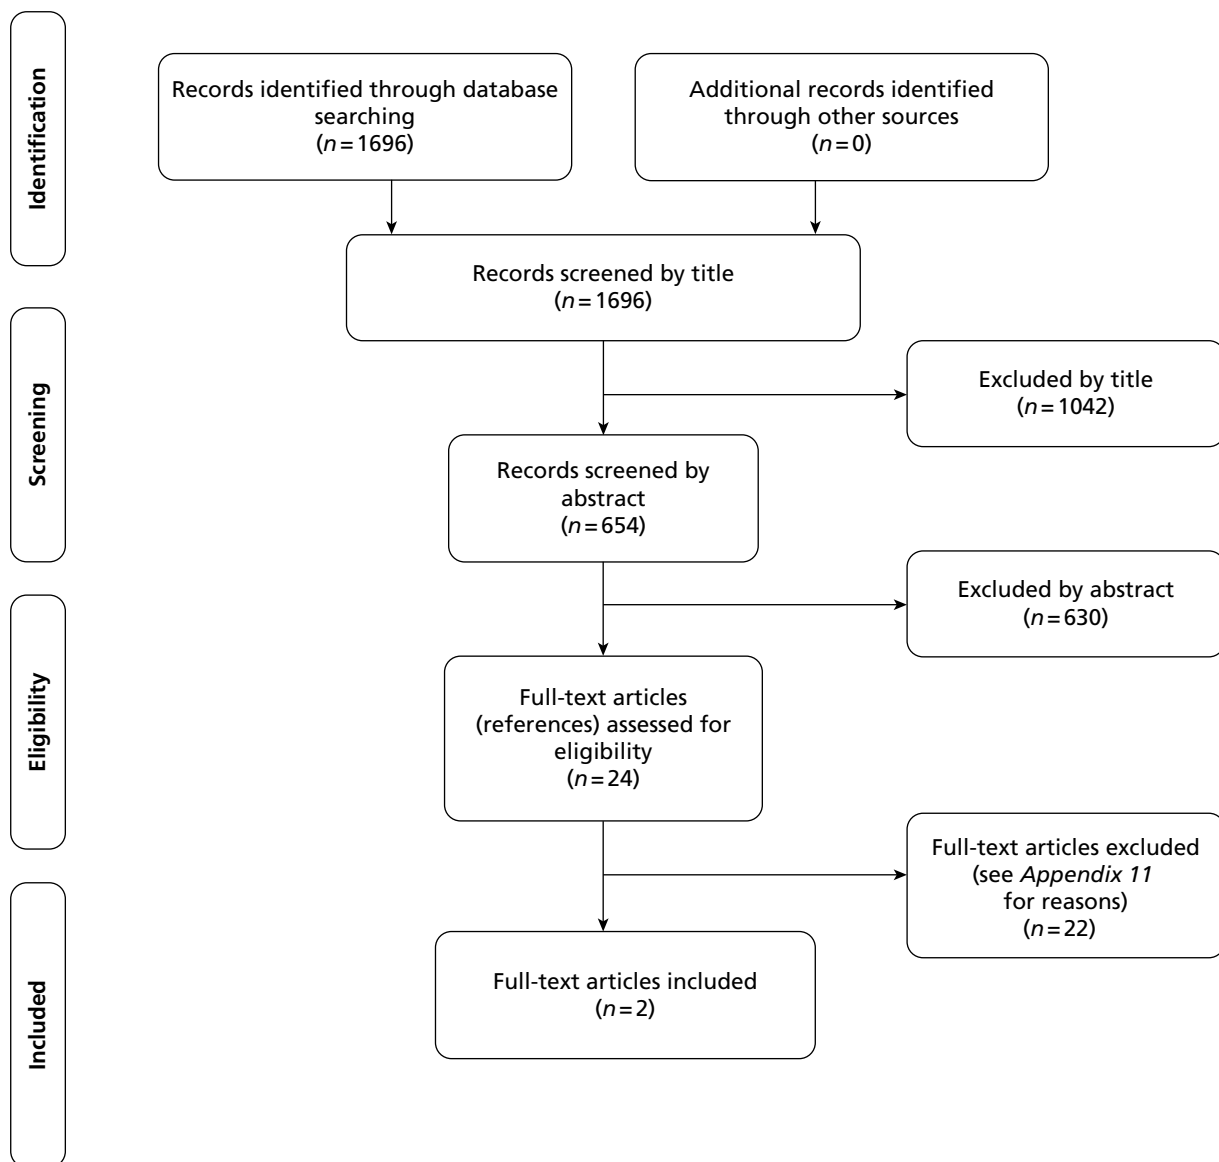 Identification
Records identified through database
searching
(n=1696)
Additional records identified
through other sources
(n=0)
Records screened by title
(n=1696)
Screening
Excluded by title
(n=1042)
Records screened by
abstract
(n=654)
Excluded by abstract
(n=630)
Eligibility
Full-text articles
(references) assessed for
eligibility
(n=24)
Full-text articles excluded
(see Appendix 11
for reasons)
(n=22)
Included
Full-text articles included
(n=2)